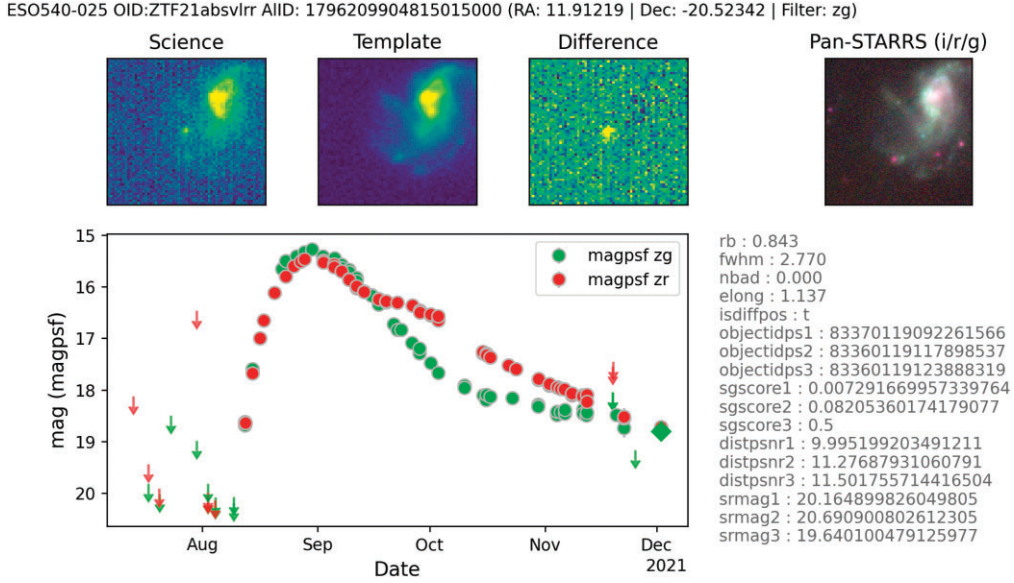 ESO540-025 OID:ZTF21absvlrr AlID: 1796209904815015000 (RA: 11.91219 | Dec: -20.52342 | Filter: zg)
Science
Template
Difference
Pan-STARRS (i/r/g)
mag (magpsf)
15
16
17
18
19
20
magpsf zg
magpsf zr
Aug
Sep
Oct
Nov
Dec
2021
Date
rb : 0.843
fwhm : 2.770
nbad : 0.000
elong : 1.137
isdiffpos : t
objectidps1 : 83370119092261566
objectidps2 : 83360119117898537
objectidps3 : 83360119123888319
sgscore1 : 0.007291669957339764
sgscore2 : 0.08205360174179077
sgscore3 : 0.5
distpsnr1 : 9.995199203491211
distpsnr2 : 11.27687931060791
distpsnr3 : 11.501755714416504
srmag1 : 20.164899826049805
srmag2 : 20.690900802612305
srmag3 : 19.640100479125977